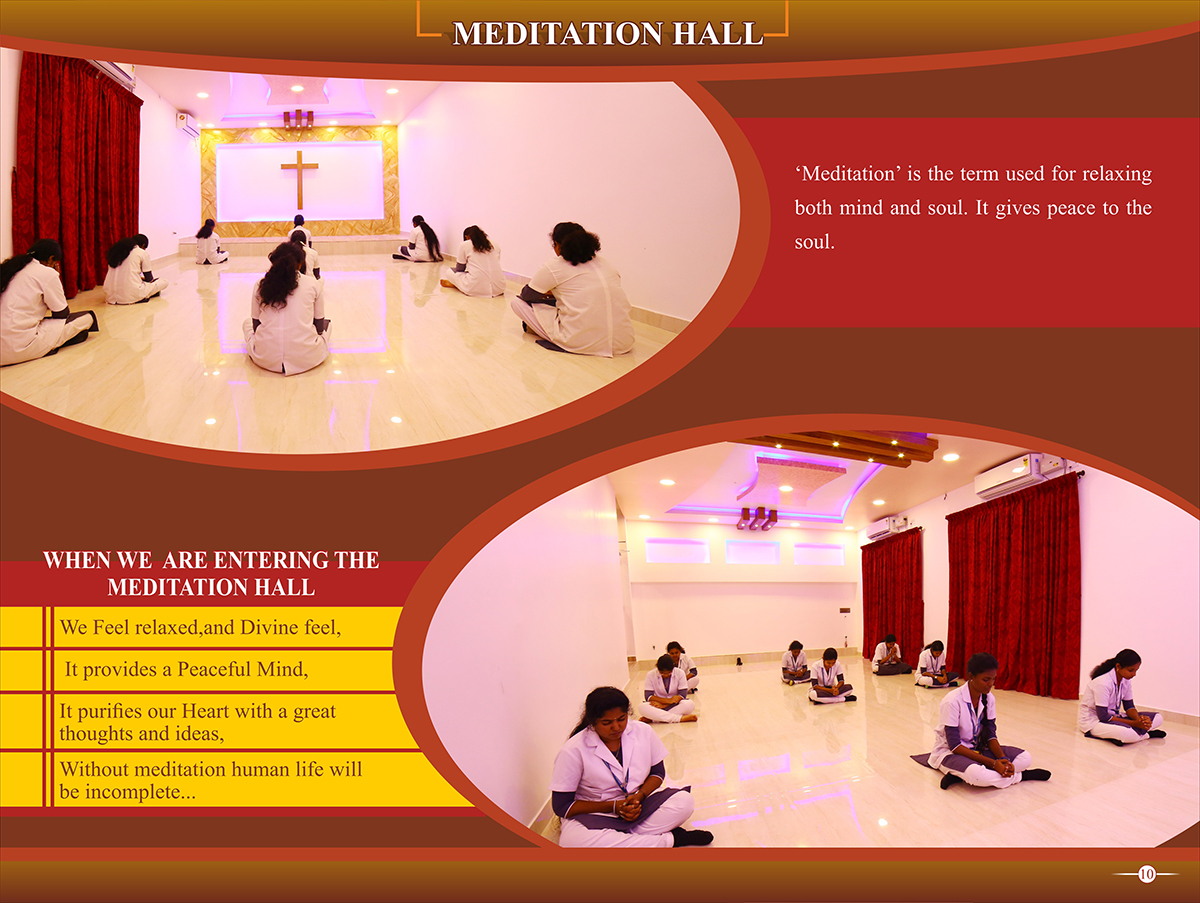 MEDITATION HALL
‘Meditation’ is the term used for relaxing
both mind and soul. It gives peace to the
soul.
WHEN WE ARE ENTERING THE
MEDITATION HALL
We Feel relaxed,and Divine feel,
It provides a Peaceful Mind,
It purifies our Heart with a great
thoughts and ideas,
Without meditation human life will
be incomplete...
10